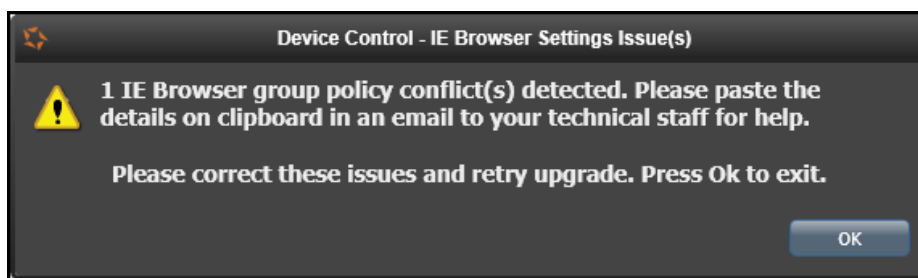 Device Control - IE Browser Settings Issue(s)
1 IE Browser group policy conflict(s) detected. Please paste the
details on clipboard in an email to your technical staff for help.
Please correct these issues and retry upgrade. Press Ok to exit.
OK